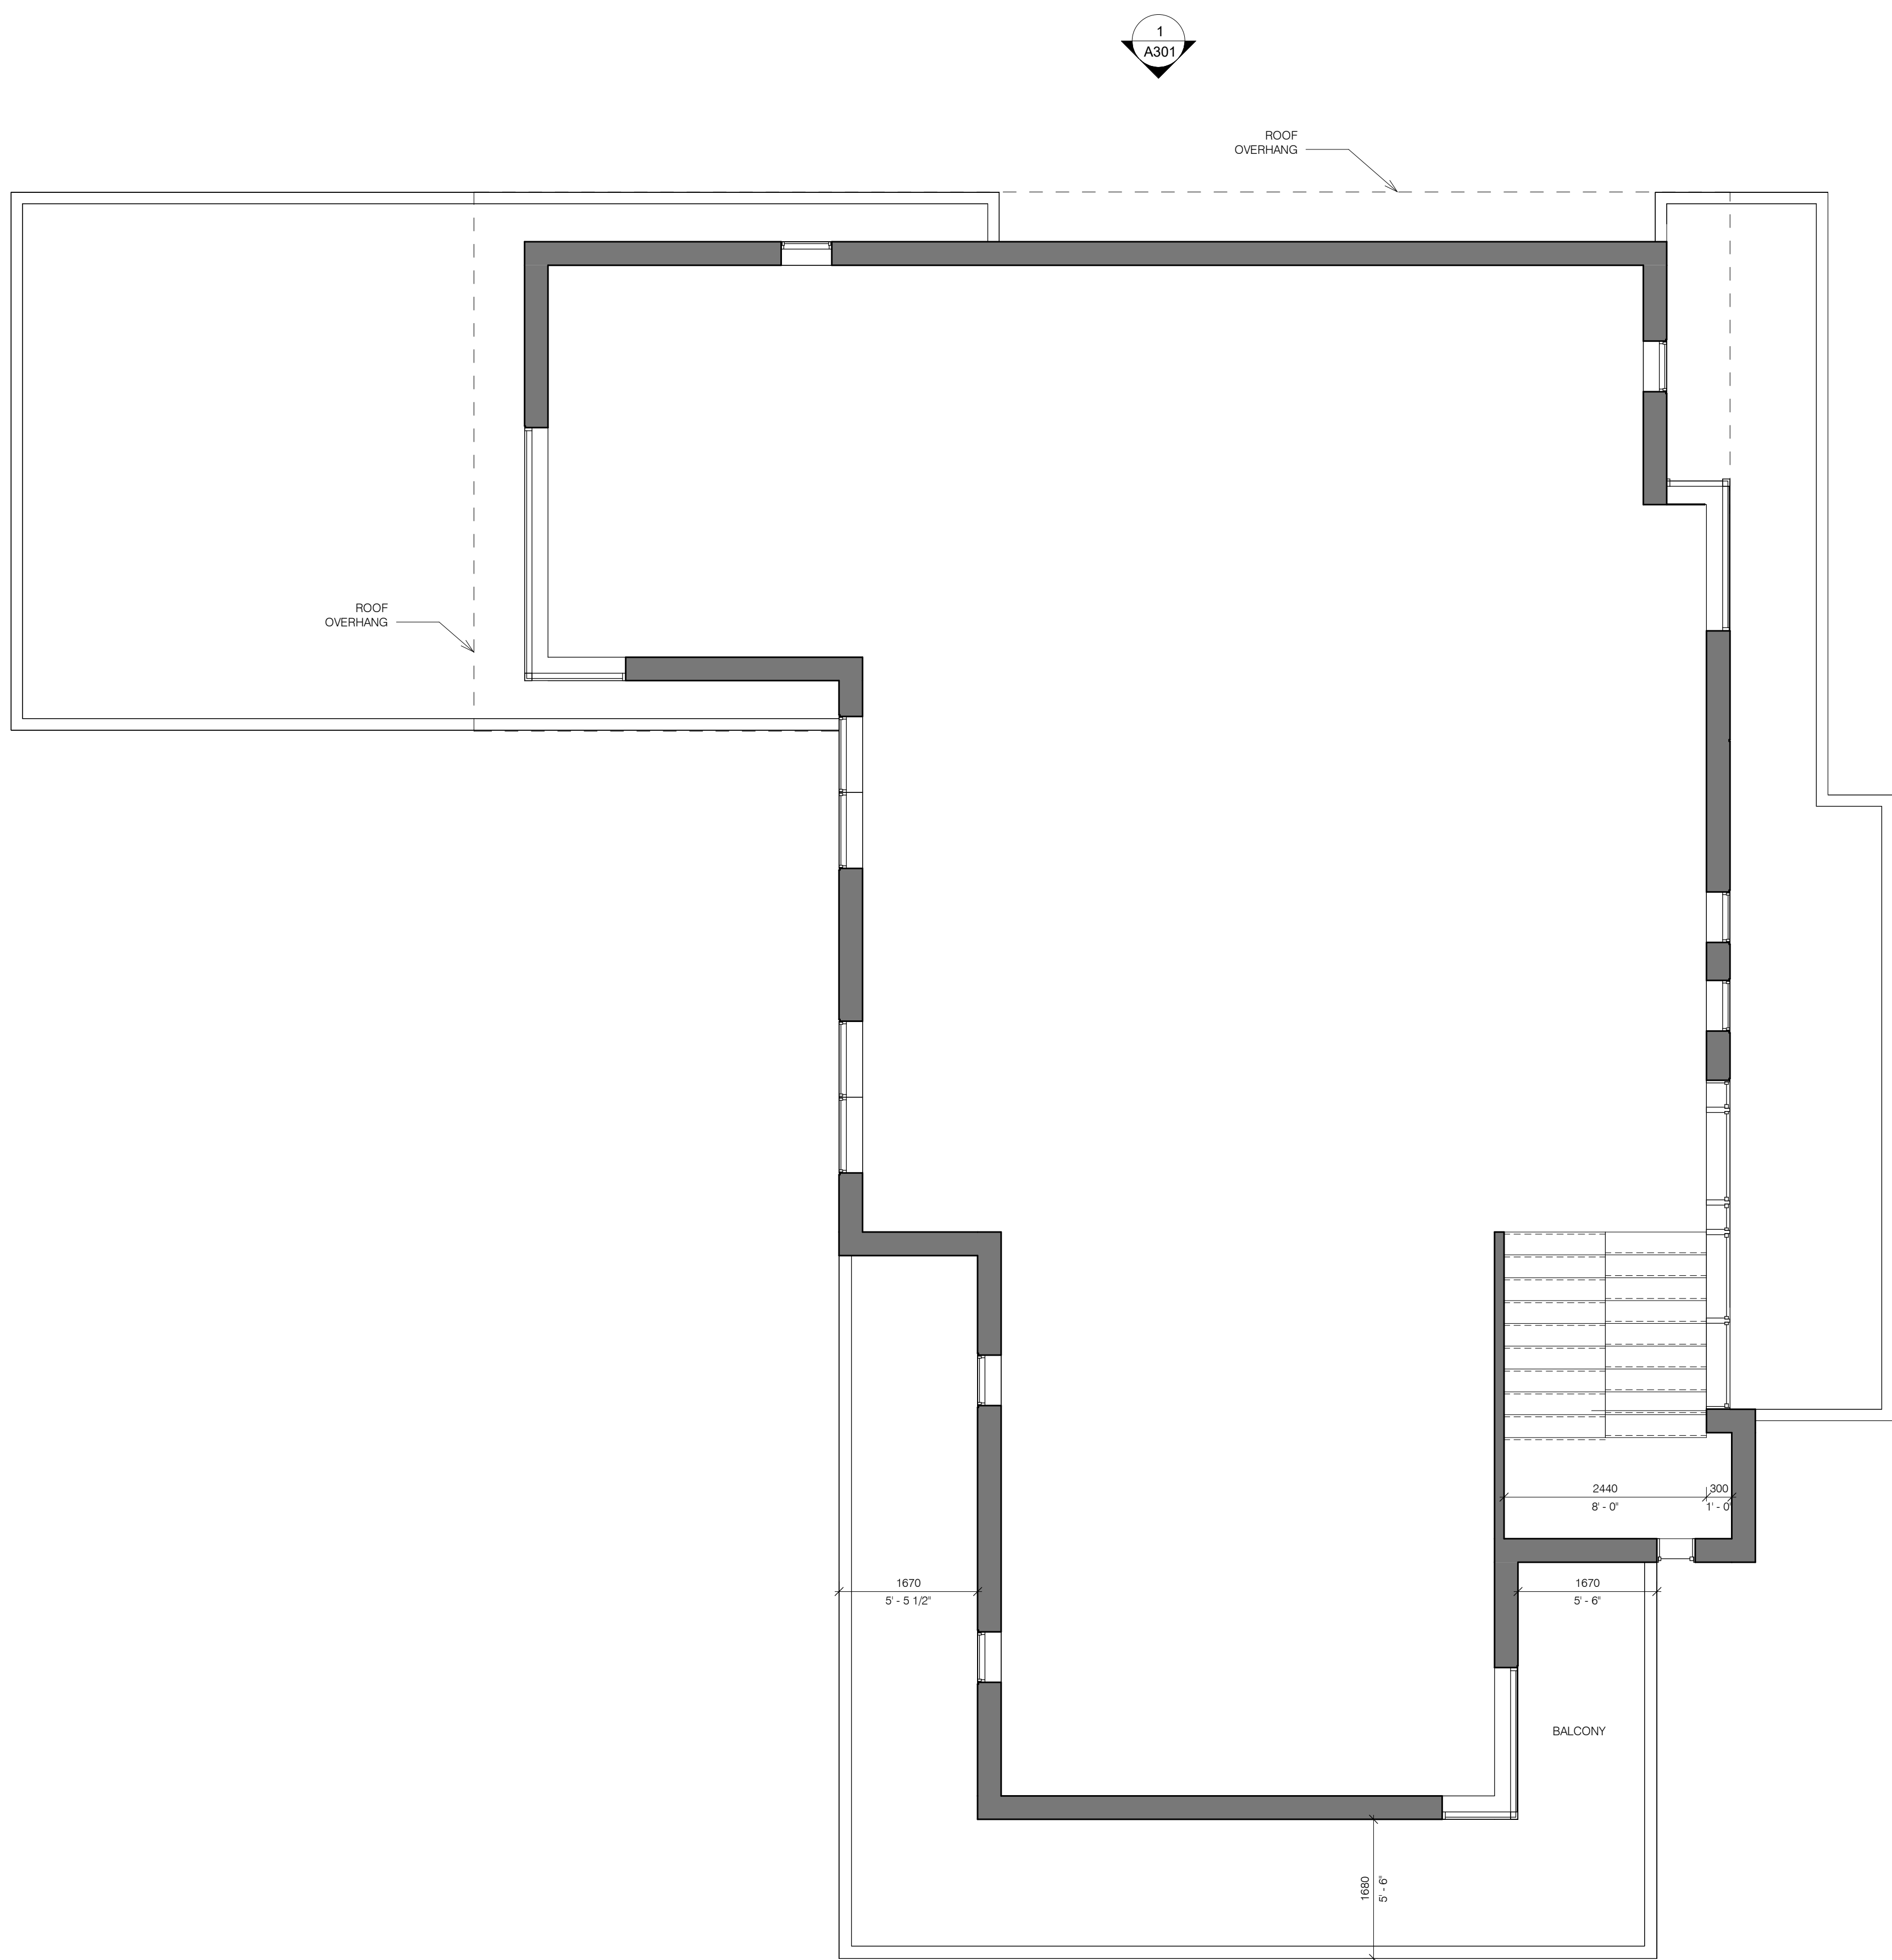 1
A301
ROOF
OVERHANG
ROOF
OVERHANG
2440
8' - 0"
300
1' - 0"
1670
5' - 5 1/2"
1670
5' - 6"
BALCONY
1680
5' - 6"